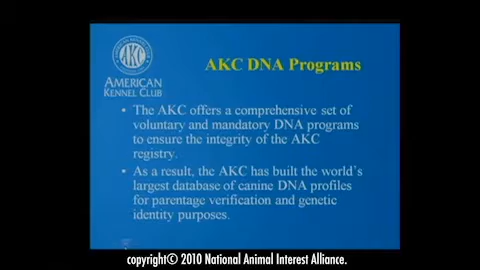 AKC
AMERICAN
KENNEL CLUB
AKC DNA Programs
• The AKC offers a comprehensive set of
voluntary and mandatory DNA programs
to ensure the integrity of the AKC
registry.
• As a result, the AKC has built the world's
largest database of canine DNA profiles
for parentage verification and genetic
identity purposes.
copyright© 2010 National Animal Interest Alliance.